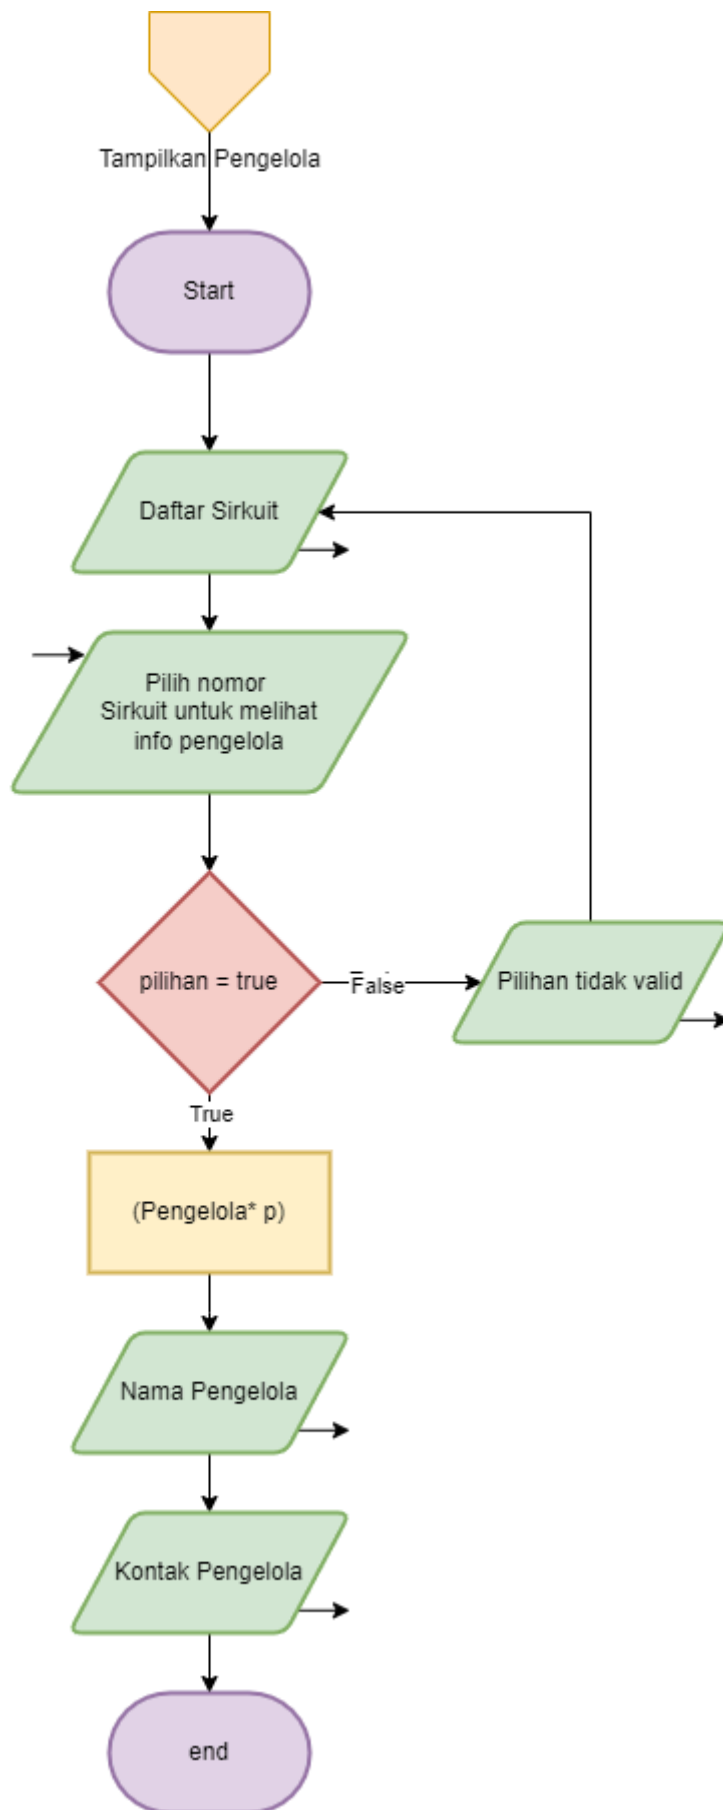 Tampilkan Pengelola
Start
Daftar Sirkuit
Pilih nomor
Sirkuit untuk melihat
info pengelola
pilihan = true
False
Pilihan tidak valid
True
(Pengelola* p)
Nama Pengelola
Kontak Pengelola
end